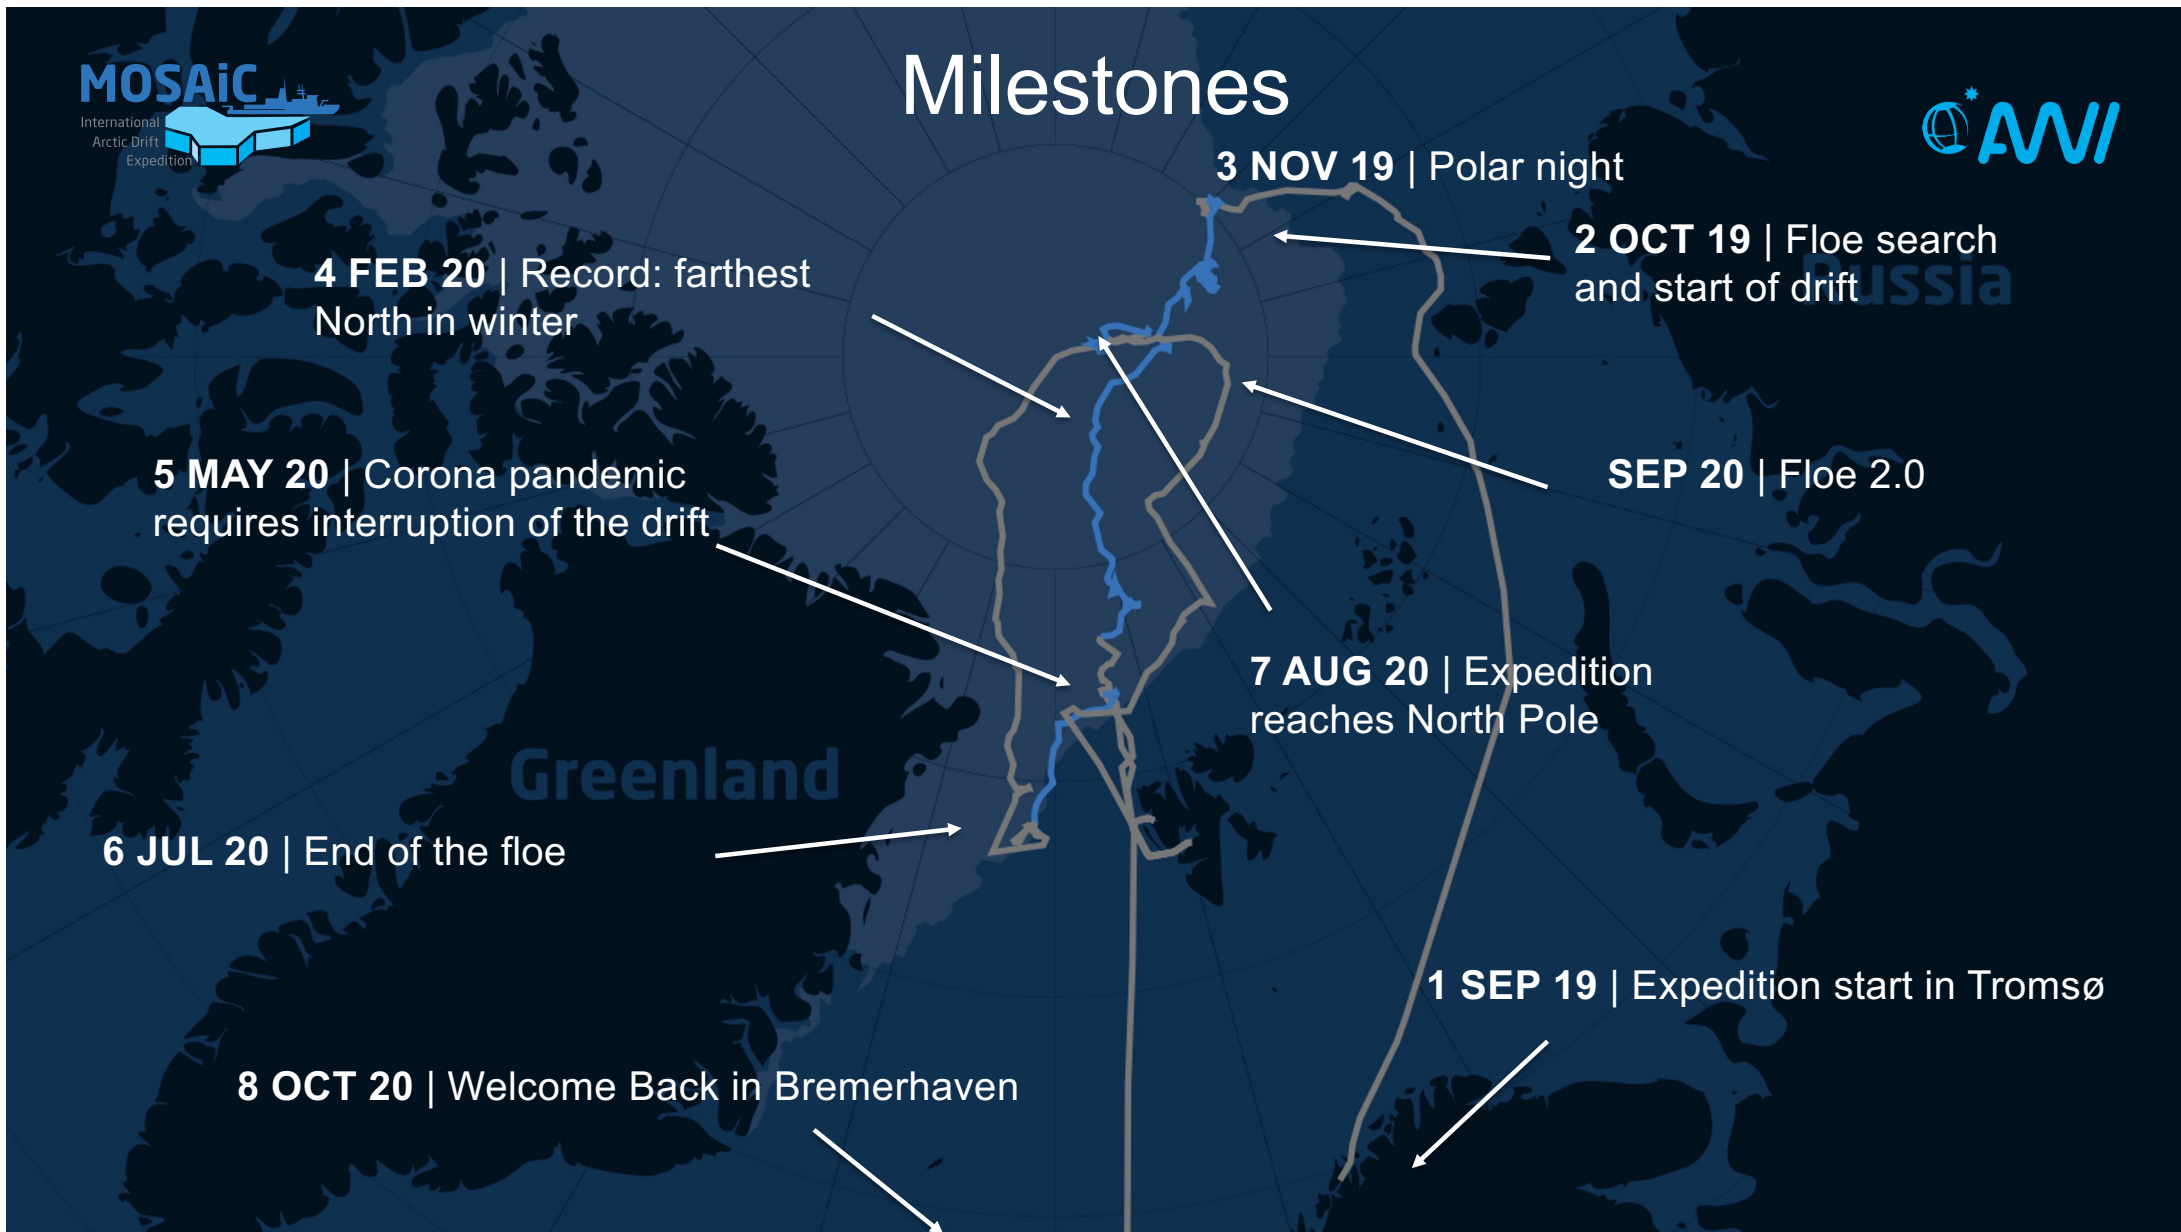 MOSAiC
International
Arctic Drift
Expedition
Milestones
AWI
3 NOV 19 | Polar night
2 OCT 19 | Floe search
and start of drift
Russia
4 FEB 20 | Record: farthest
North in winter
5 MAY 20 | Corona pandemic
requires interruption of the drift
SEP 20 | Floe 2.0
7 AUG 20 | Expedition
reaches North Pole
Greenland
6 JUL 20 | End of the floe
1 SEP 19 | Expedition start in Tromsø
8 OCT 20 | Welcome Back in Bremerhaven